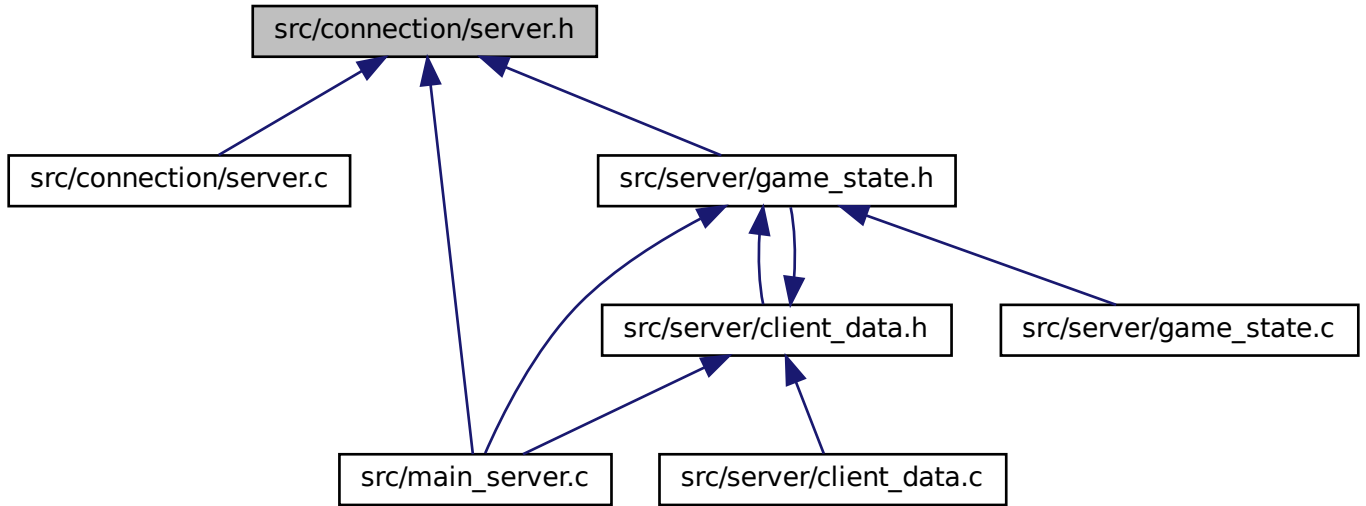 src/connection/server.h
src/connection/server.c
src/server/game_state.h
src/server/client_data.h
src/server/game_state.c
src/main_server.c
src/server/client_data.c